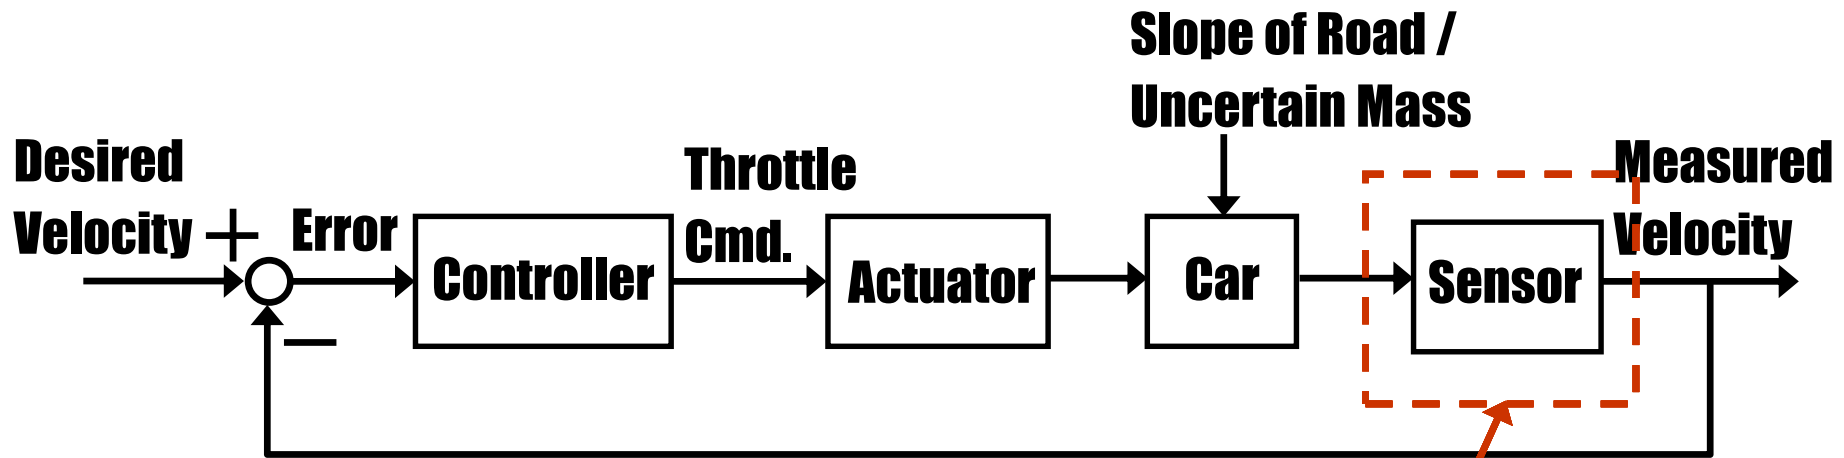 Slope of Road /
Uncertain Mass
Desired
Velocity +
Error
Controller
Throttle
Cmd.
Actuator
Car
Sensor
Measured
Velocity
−